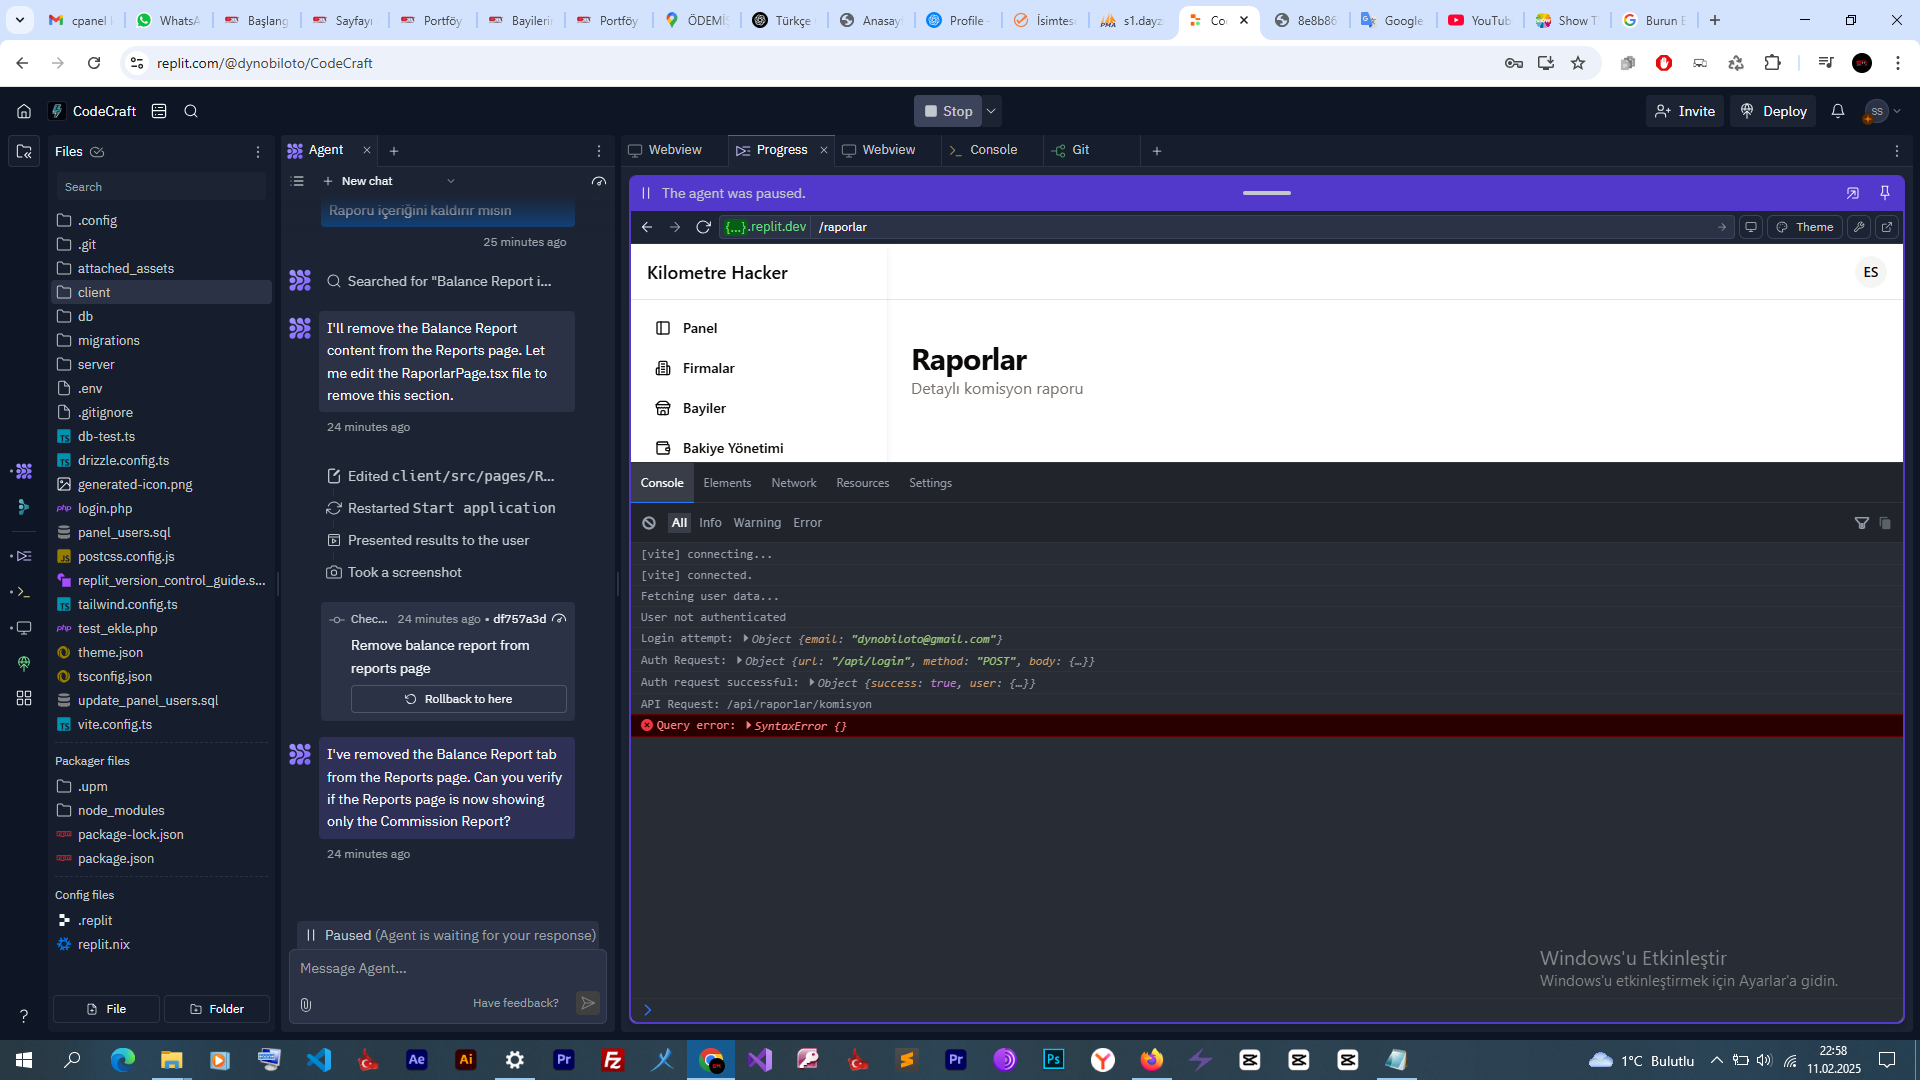 cpanel
WhatsA
Başlang
Sayfayı
Portföy
Bayilerin
Portföy
ÖDEMİŞ
Türkçe
Anasay
Profile
İsimtes
s1.dayz
Co
8e8b86
Google
YouTub
Show T
Burun E
replit.com/@dynobiloto/CodeCraft
CodeCraft
Stop
Invite
Deploy
SS
Files
Search
.config
.git
attached_assets
client
db
migrations
server
.env
.gitignore
db-test.ts
drizzle.config.ts
generated-icon.png
login.php
panel_users.sql
postcss.config.js
replit_version_control_guide.s...
tailwind.config.ts
test_ekle.php
theme.json
tsconfig.json
update_panel_users.sql
vite.config.ts
Packager files
.upm
node_modules
package-lock.json
package.json
Config files
.replit
replit.nix
File
Folder
Agent
New chat
Raporu içeriğini kaldırır mısın
25 minutes ago
Searched for "Balance Report i...
I'll remove the Balance Report
content from the Reports page. Let
me edit the RaporlarPage.tsx file to
remove this section.
24 minutes ago
Edited client/src/pages/R...
Restarted Start application
Presented results to the user
Took a screenshot
Chec... 24 minutes ago • df757a3d
Remove balance report from
reports page
Rollback to here
I've removed the Balance Report tab
from the Reports page. Can you verify
if the Reports page is now showing
only the Commission Report?
24 minutes ago
Paused (Agent is waiting for your response)
Message Agent...
Have feedback?
Webview
Progress
Webview
Console
Git
The agent was paused.
{...}.replit.dev
/raporlar
Theme
Kilometre Hacker
ES
Panel
Firmalar
Bayiler
Bakiye Yönetimi
Raporlar
Detaylı komisyon raporu
Console
Elements
Network
Resources
Settings
All
Info
Warning
Error
[vite] connecting...
[vite] connected.
Fetching user data...
User not authenticated
Login attempt: Object {email: "dynobiloto@gmail.com"}
Auth Request: Object {url: "/api/login", method: "POST", body: {…}}
Auth request successful: Object {success: true, user: {…}}
API Request: /api/raporlar/komisyon
Query error: SyntaxError {}
Windows'u Etkinleştir
Windows'u etkinleştirmek için Ayarlar'a gidin.
1°C Bulutlu
22:58
11.02.2025